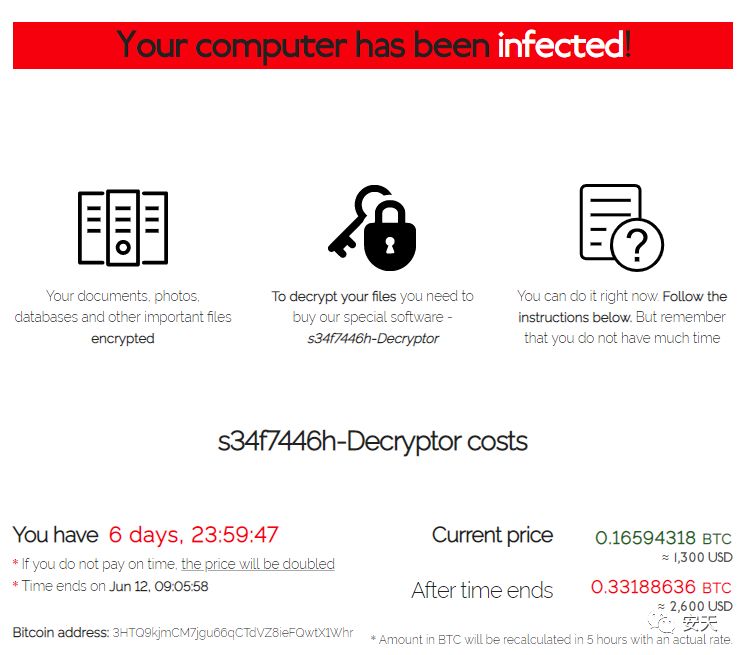 Your computer has been infected!
Your documents, photos,
databases and other important files
encrypted
To decrypt your files you need to
buy our special software -
s34f7446h-Decryptor
You can do it right now. Follow the
instructions below. But remember
that you do not have much time
s34f7446h-Decryptor costs
You have 6 days, 23:59:47
* If you do not pay on time, the price will be doubled
* Time ends on Jun 12, 09:05:58
Bitcoin address: 3HTQ9kjmCM7jgu66qCTdVZ8ieFQwtX1Whr
Current price 0.16594318 BTC
≈ 1,300 USD
After time ends 0.33188636 BTC
≈ 2,600 USD
* Amount in BTC will be recalculated in 5 hours with an actual rate.
安天